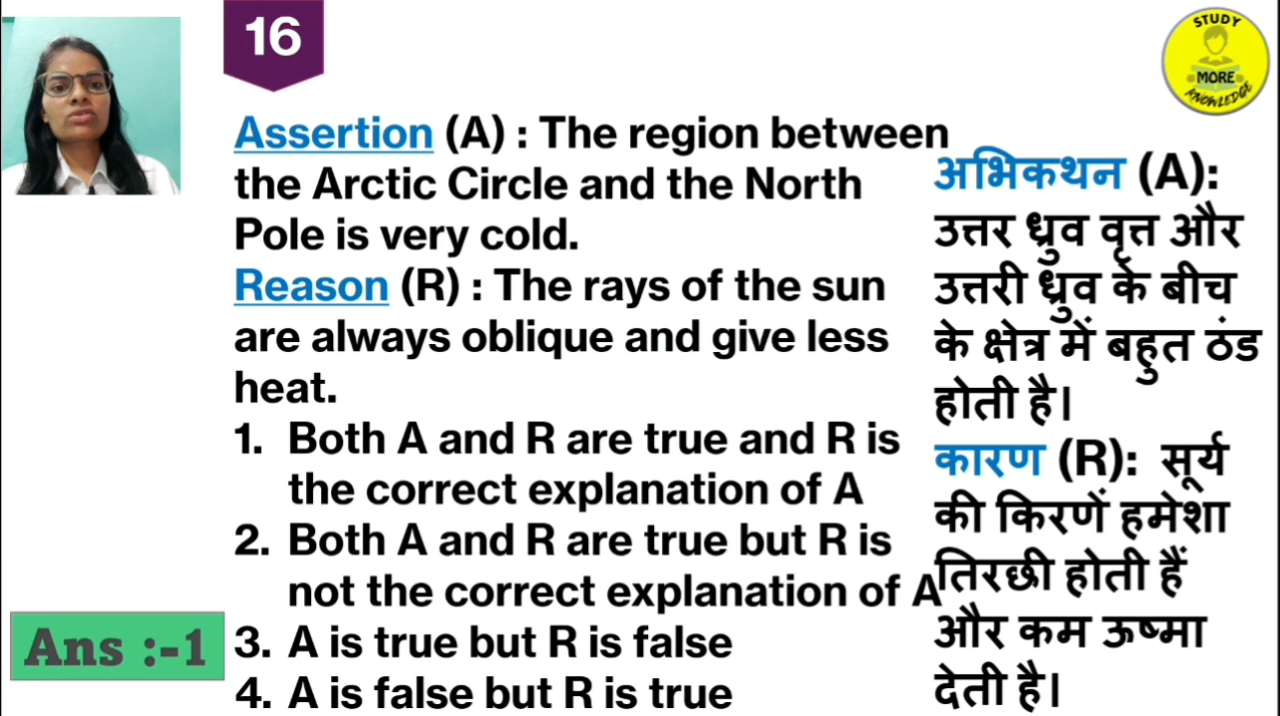 16
STUDY
MORE
KNOWLEDGE
Assertion (A) : The region between
the Arctic Circle and the North
Pole is very cold.
Reason (R) : The rays of the sun
are always oblique and give less
heat.
1. Both A and R are true and R is
the correct explanation of A
2. Both A and R are true but R is
not the correct explanation of A
3. A is true but R is false
4. A is false but R is true
अभिकथन (A):
उत्तर ध्रुव वृत्त और
उत्तरी ध्रुव के बीच
के क्षेत्र में बहुत ठंड
होती है।
कारण (R): सूर्य
की किरणें हमेशा
तिरछी होती हैं
और कम ऊष्मा
देती है।
Ans :-1